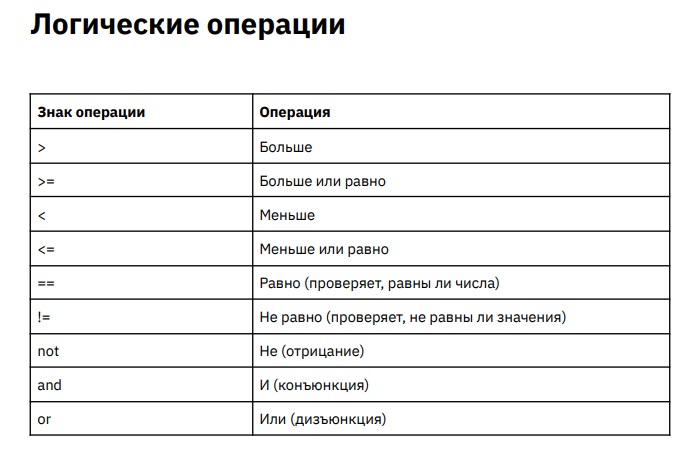 Логические операции
Знак операции Операция
> Больше
>= Больше или равно
< Меньше
<= Меньше или равно
== Равно (проверяет, равны ли числа)
!= Не равно (проверяет, не равны ли значения)
not Не (отрицание)
and И (конъюнкция)
or Или (дизъюнкция)